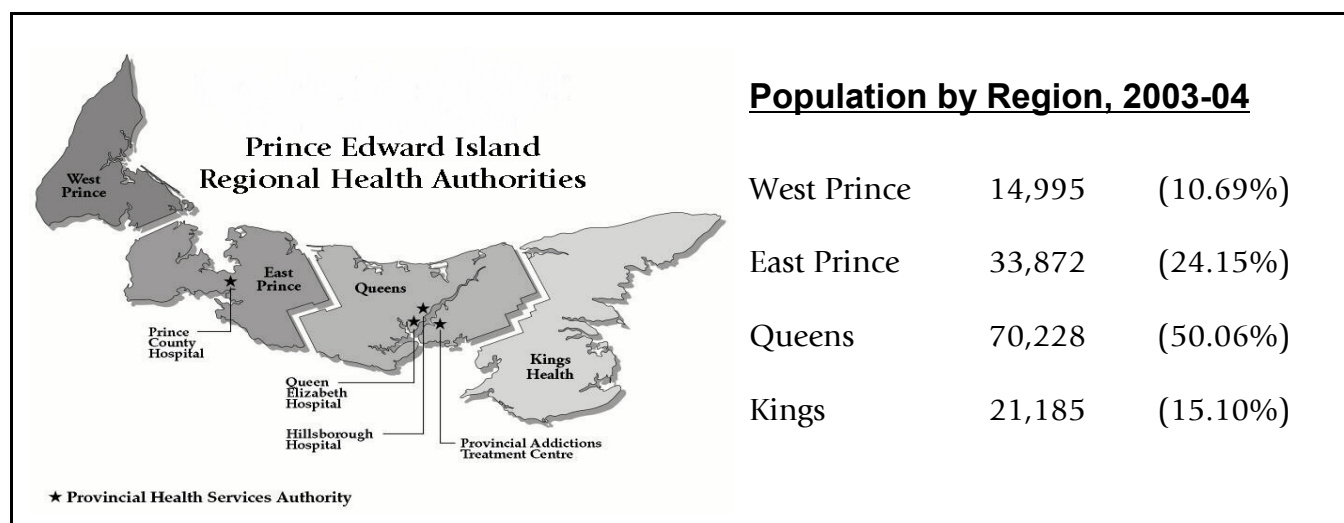 Prince Edward Island
Regional Health Authorities
West
Prince
East
Prince
Queens
Kings
Health
Prince
County
Hospital
Queen
Elizabeth
Hospital
Hillsborough
Hospital
Provincial Addictions
Treatment Centre
★ Provincial Health Services Authority
Population by Region, 2003-04
West Prince 14,995 (10.69%)
East Prince 33,872 (24.15%)
Queens 70,228 (50.06%)
Kings 21,185 (15.10%)